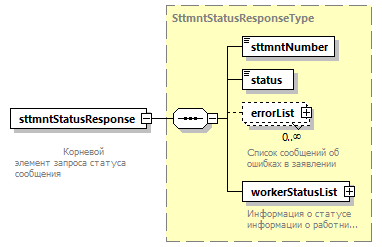 SttmntStatusResponseType
sttmntNumber
status
sttmntStatusResponse
errorList
0..∞
Корневой
элемент запроса статуса
сообщения
Список сообщений об
ошибках в заявлении
workerStatusList
Информация о статусе
информации о работни...